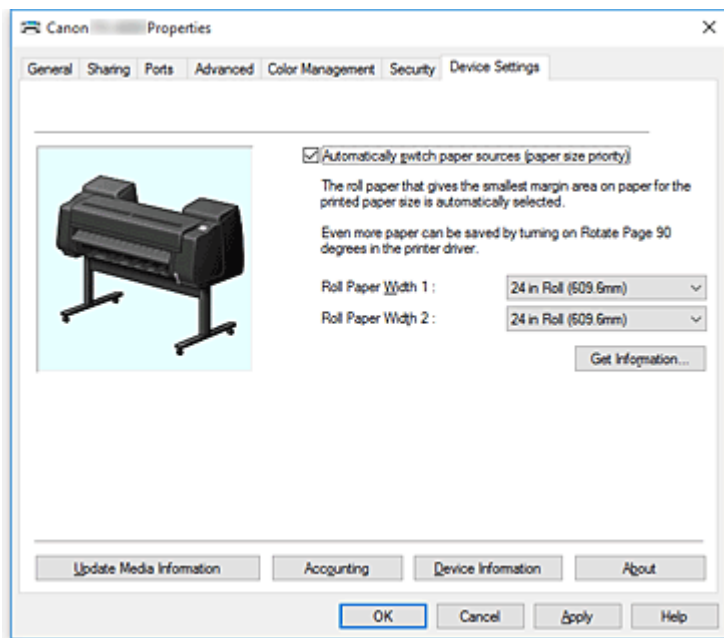 Canon Properties
General Sharing Ports Advanced Color Management Security Device Settings
Automatically switch paper sources (paper size priority)
The roll paper that gives the smallest margin area on paper for the
printed paper size is automatically selected.
Even more paper can be saved by turning on Rotate Page 90
degrees in the printer driver.
Roll Paper Width 1 : 24 in Roll (609.6mm)
Roll Paper Width 2 : 24 in Roll (609.6mm)
Get Information...
Update Media Information Accounting Device Information About
OK Cancel Apply Help